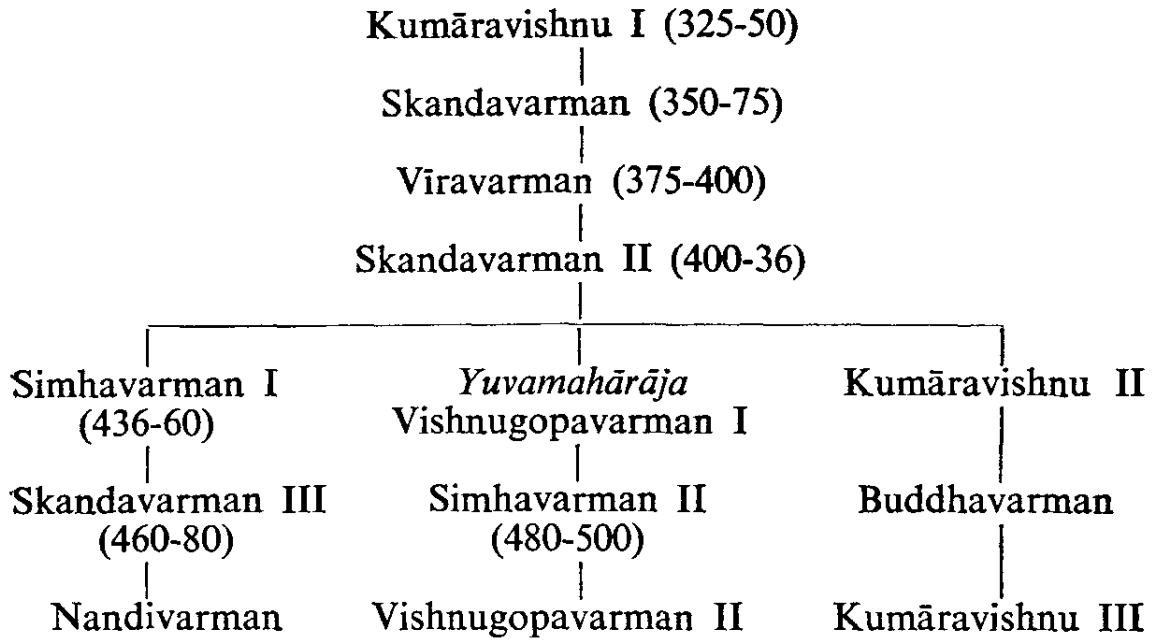 Kumāravishnu I (325-50)
Skandavarman (350-75)
Vīravarman (375-400)
Skandavarman II (400-36)
Simhavarman I
(436-60)
Yuvamahārāja
Vishnugopavarman I
Kumāravishnu II
Skandavarman III
(460-80)
Simhavarman II
(480-500)
Buddhavarman
Nandivarman
Vishnugopavarman II
Kumāravishnu III